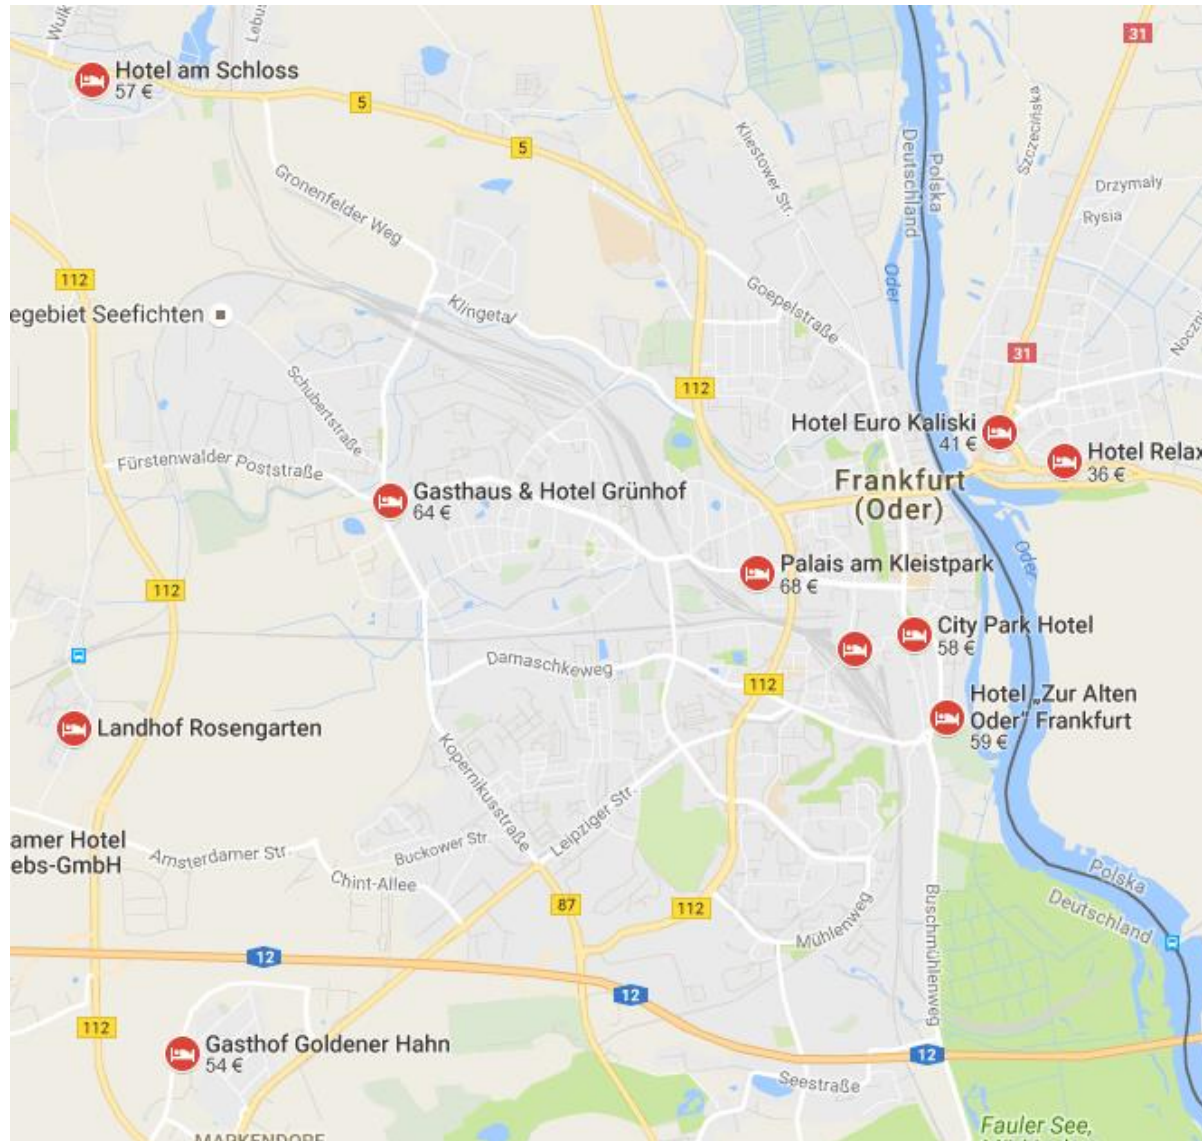 Wulk
Lebus
31
Hotel am Schloss
57 €
5
5
Kliestower Str.
Deutschland
Polska
Szczecińska
Drzymały
Rysia
Gronenfelder Weg
112
Oder
egebiet Seefichten
Klingetal
Goepelstraße
Noczni
31
Schubertstraße
112
Hotel Euro Kaliski
41 €
Hotel Relax
36 €
Fürstenwalder Poststraße
Frankfurt
(Oder)
Gasthaus & Hotel Grünhof
64 €
Oder
Palais am Kleistpark
68 €
112
City Park Hotel
58 €
Damaschkeweg
112
Hotel „Zur Alten
Oder“ Frankfurt
59 €
Landhof Rosengarten
Kopernikusstraße
Leipziger Str.
amer Hotel
ebs-GmbH
Amsterdamer Str.
Buckower Str.
Chint-Allee
Polska
Deutschland
87
112
Mühlenweg
Buschmühlenweg
12
12
112
Gasthof Goldener Hahn
54 €
12
Seestraße
Fauler See,
MARKENDORF